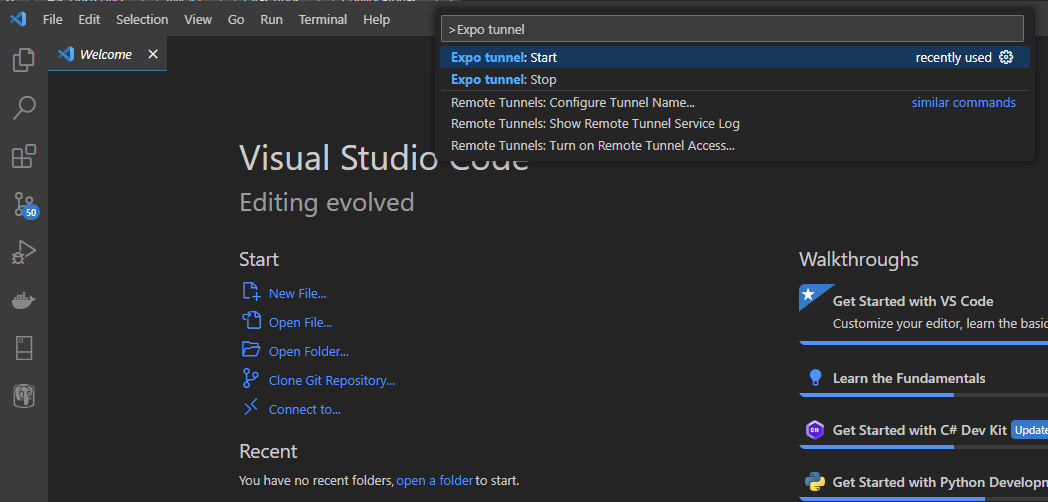 File Edit Selection View Go Run Terminal Help
>Expo tunnel
Expo tunnel: Start recently used
Expo tunnel: Stop
Remote Tunnels: Configure Tunnel Name... similar commands
Remote Tunnels: Show Remote Tunnel Service Log
Remote Tunnels: Turn on Remote Tunnel Access...
Welcome
Visual Studio Code
Editing evolved
50
Start
New File...
Open File...
Open Folder...
Clone Git Repository...
Connect to...
Recent
You have no recent folders, open a folder to start.
Walkthroughs
Get Started with VS Code
Customize your editor, learn the basic
Learn the Fundamentals
Get Started with C# Dev Kit Update
Get Started with Python Developm